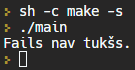 › sh -c make -s
› ./main
Fails nav tukšs.
›